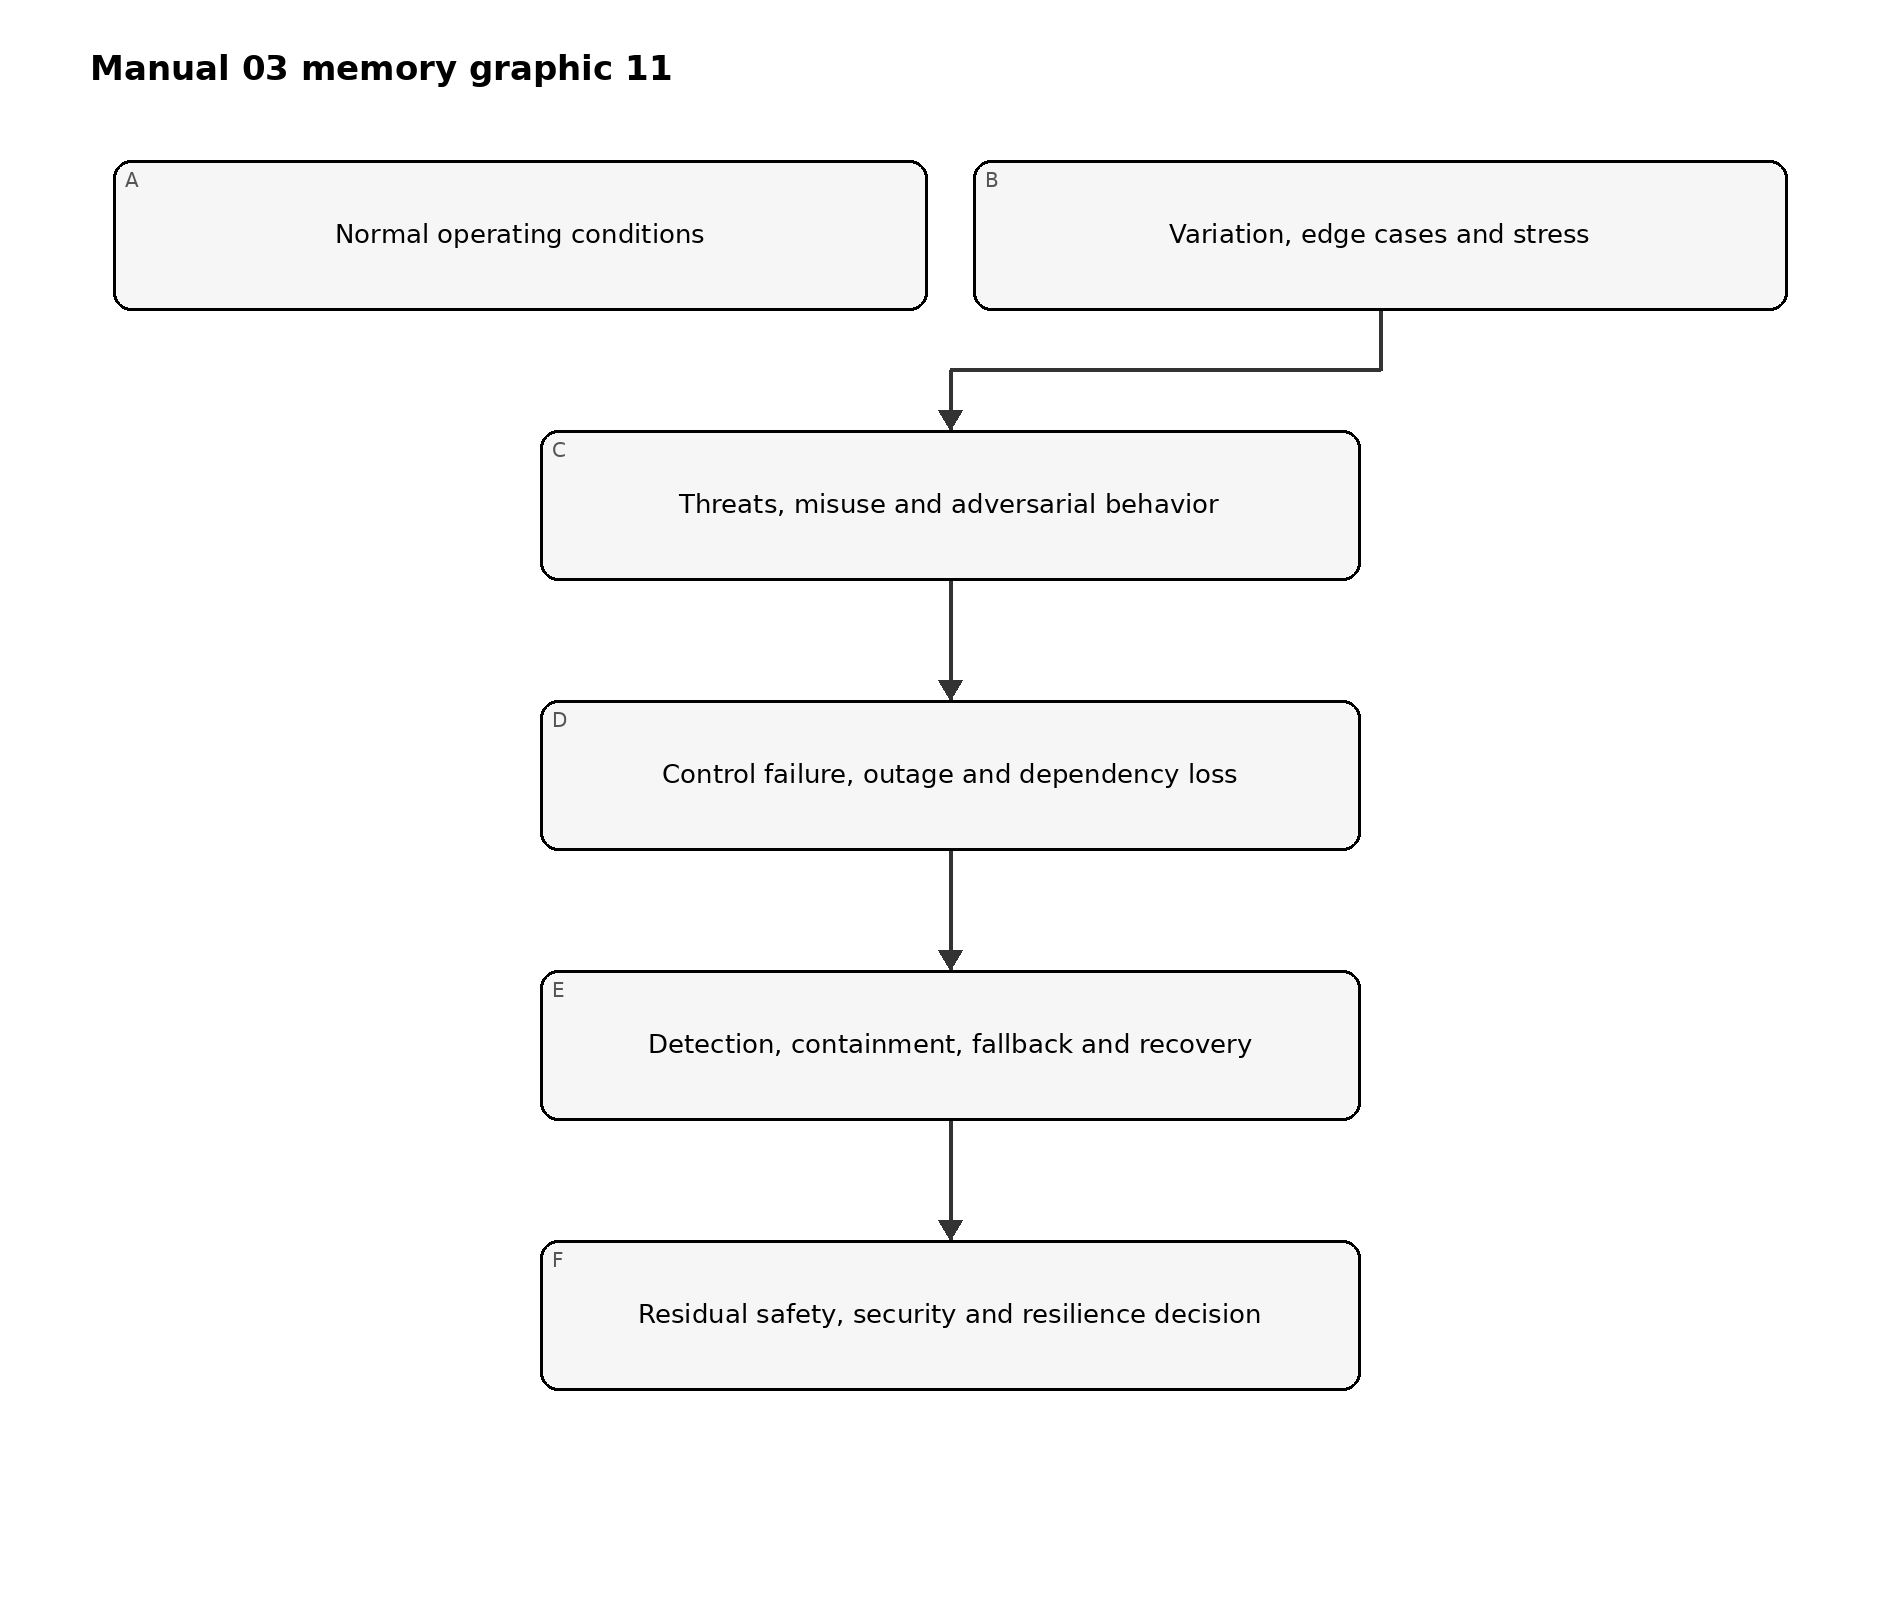 Manual 03 memory graphic 11
A
Normal operating conditions
B
Variation, edge cases and stress
C
Threats, misuse and adversarial behavior
D
Control failure, outage and dependency loss
E
Detection, containment, fallback and recovery
F
Residual safety, security and resilience decision